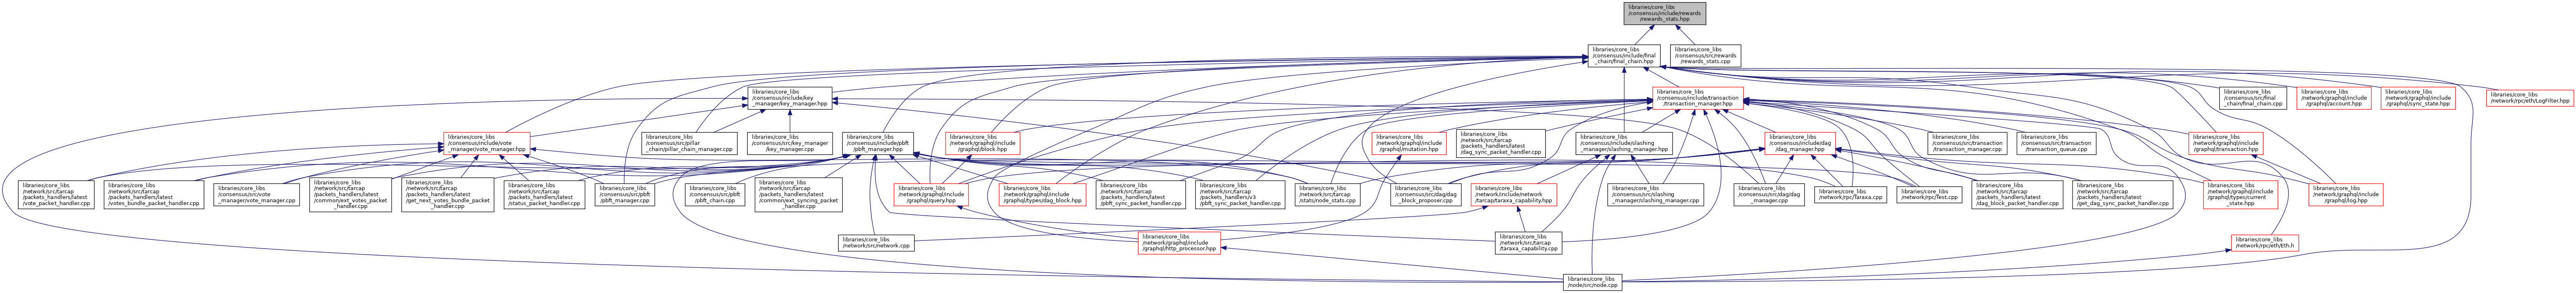 libraries/core_libs
/consensus/include/rewards
/rewards_stats.hpp
libraries/core_libs
/consensus/include/final
_chain/final_chain.hpp
libraries/core_libs
/consensus/src/rewards
/rewards_stats.cpp
libraries/core_libs
/consensus/include/key
_manager/key_manager.hpp
libraries/core_libs
/consensus/include/transaction
/transaction_manager.hpp
libraries/core_libs
/consensus/src/final
_chain/final_chain.cpp
libraries/core_libs
/network/graphql/include
/graphql/account.hpp
libraries/core_libs
/network/graphql/include
/graphql/sync_state.hpp
libraries/core_libs
/network/rpc/eth/LogFilter.hpp
libraries/core_libs
/consensus/include/vote
_manager/vote_manager.hpp
libraries/core_libs
/consensus/src/pillar
_chain/pillar_chain_manager.cpp
libraries/core_libs
/consensus/src/key_manager
/key_manager.cpp
libraries/core_libs
/consensus/include/pbft
/pbft_manager.hpp
libraries/core_libs
/network/graphql/include
/graphql/block.hpp
libraries/core_libs
/network/graphql/include
/graphql/mutation.hpp
libraries/core_libs
/network/src/tarcap
/packets_handlers/latest
/dag_sync_packet_handler.cpp
libraries/core_libs
/consensus/include/slashing
_manager/slashing_manager.hpp
libraries/core_libs
/consensus/include/dag
/dag_manager.hpp
libraries/core_libs
/consensus/src/transaction
/transaction_manager.cpp
libraries/core_libs
/consensus/src/transaction
/transaction_queue.cpp
libraries/core_libs
/network/graphql/include
/graphql/transaction.hpp
libraries/core_libs
/network/src/tarcap
/packets_handlers/latest
/vote_packet_handler.cpp
libraries/core_libs
/network/src/tarcap
/packets_handlers/latest
/votes_bundle_packet_handler.cpp
libraries/core_libs
/consensus/src/vote
_manager/vote_manager.cpp
libraries/core_libs
/network/src/tarcap
/packets_handlers/latest
/common/ext_votes_packet
_handler.cpp
libraries/core_libs
/network/src/tarcap
/packets_handlers/latest
/get_next_votes_bundle_packet
_handler.cpp
libraries/core_libs
/network/src/tarcap
/packets_handlers/latest
/status_packet_handler.cpp
libraries/core_libs
/consensus/src/pbft
/pbft_manager.cpp
libraries/core_libs
/consensus/src/pbft
/pbft_chain.cpp
libraries/core_libs
/network/src/tarcap
/packets_handlers/latest
/common/ext_syncing_packet
_handler.cpp
libraries/core_libs
/network/graphql/include
/graphql/query.hpp
libraries/core_libs
/network/graphql/include
/graphql/types/dag_block.hpp
libraries/core_libs
/network/src/tarcap
/packets_handlers/latest
/pbft_sync_packet_handler.cpp
libraries/core_libs
/network/src/tarcap
/packets_handlers/v3
/pbft_sync_packet_handler.cpp
libraries/core_libs
/network/src/tarcap
/stats/node_stats.cpp
libraries/core_libs
/consensus/src/dag/dag
_block_proposer.cpp
libraries/core_libs
/network/include/network
/tarcap/taraxa_capability.hpp
libraries/core_libs
/consensus/src/slashing
_manager/slashing_manager.cpp
libraries/core_libs
/consensus/src/dag/dag
_manager.cpp
libraries/core_libs
/network/rpc/Taraxa.cpp
libraries/core_libs
/network/rpc/Test.cpp
libraries/core_libs
/network/src/tarcap
/packets_handlers/latest
/dag_block_packet_handler.cpp
libraries/core_libs
/network/src/tarcap
/packets_handlers/latest
/get_dag_sync_packet_handler.cpp
libraries/core_libs
/network/graphql/include
/graphql/types/current
_state.hpp
libraries/core_libs
/network/graphql/include
/graphql/log.hpp
libraries/core_libs
/network/src/network.cpp
libraries/core_libs
/network/graphql/include
/graphql/http_processor.hpp
libraries/core_libs
/network/src/tarcap
/taraxa_capability.cpp
libraries/core_libs
/network/rpc/eth/Eth.h
libraries/core_libs
/node/src/node.cpp